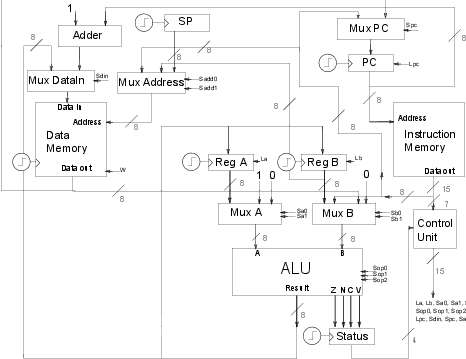 1
SP
8
Adder
8
8
Mux PC
Spc
PC
Lpc
Mux DataIn
Sdin
Mux Address
Sadd0
Sadd1
8
8
8
Data In
Address
Data
Memory
Data out
W
8
8
Address
Instruction
Memory
Data out
Reg A
La
Reg B
Lb
1 0
0
15
7
8
8
8
Mux A
Sa0
Sa1
Mux B
Sb0
Sb1
Control
Unit
8
8
A
B
ALU
Result
Z N C V
Sop0
Sop1
Sop2
15
8
Status
4
La, Lb, Sa0, Sa1, S
Sop0, Sop1, Sop2
Lpc, Sdin, Spc, Sa